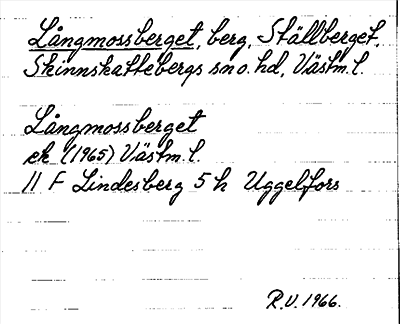 Långmossberget, berg, Ställberget,
Skinnskattebergs sn o. hd, Västm. l.
Långmossberget
ek (1965) Västm. l.
11 F Lindesberg 5 h Uggelfors
R.V. 1966.